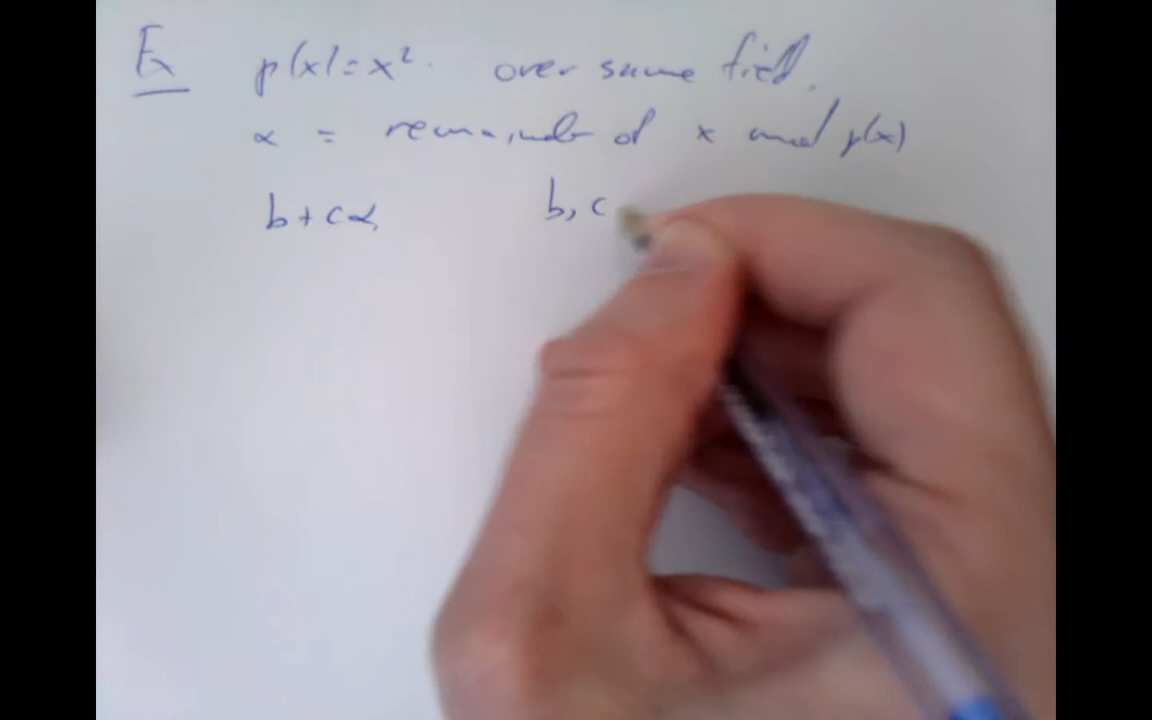 Ex p(x)=x². over some field.
α = remainder of x mod p(x)
b+cα, b, c